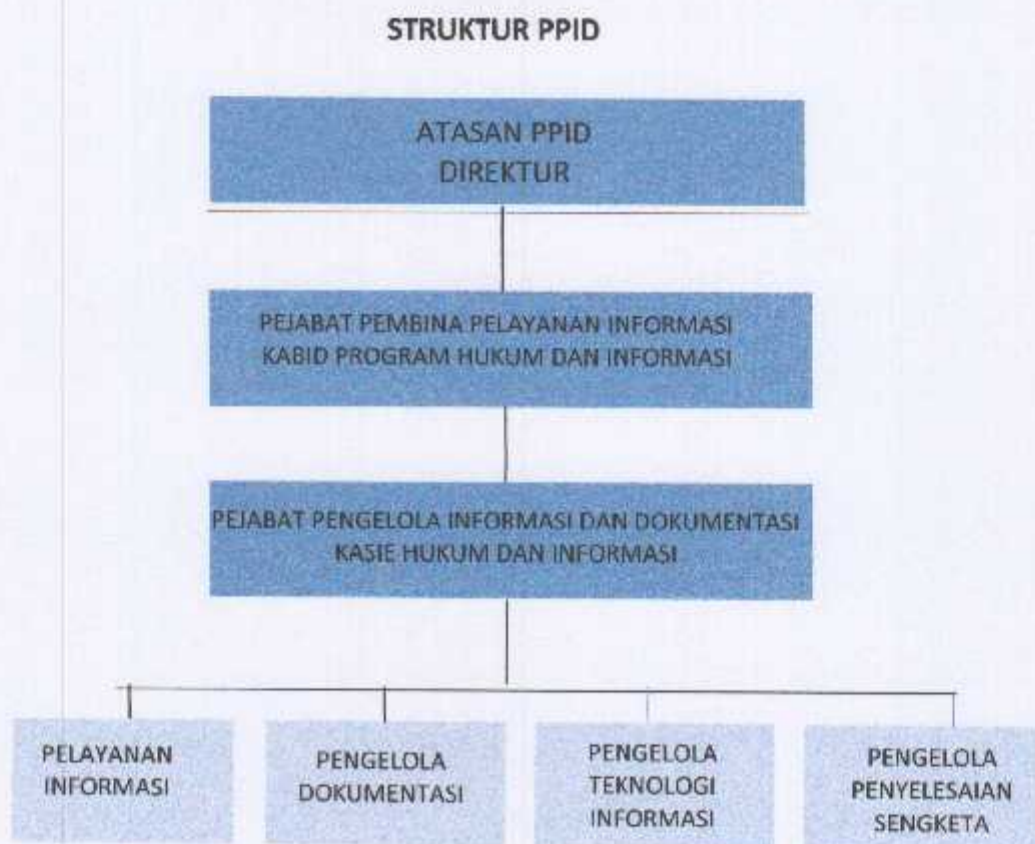 STRUKTUR PPID
ATASAN PPID
DIREKTUR
PEJABAT PEMBINA PELAYANAN INFORMASI
KABID PROGRAM HUKUM DAN INFORMASI
PEJABAT PENGELOLA INFORMASI DAN DOKUMENTASI
KASIE HUKUM DAN INFORMASI
PELAYANAN
INFORMASI
PENGELOLA
DOKUMENTASI
PENGELOLA
TEKNOLOGI
INFORMASI
PENGELOLA
PENYELESAIAN
SENGKETA